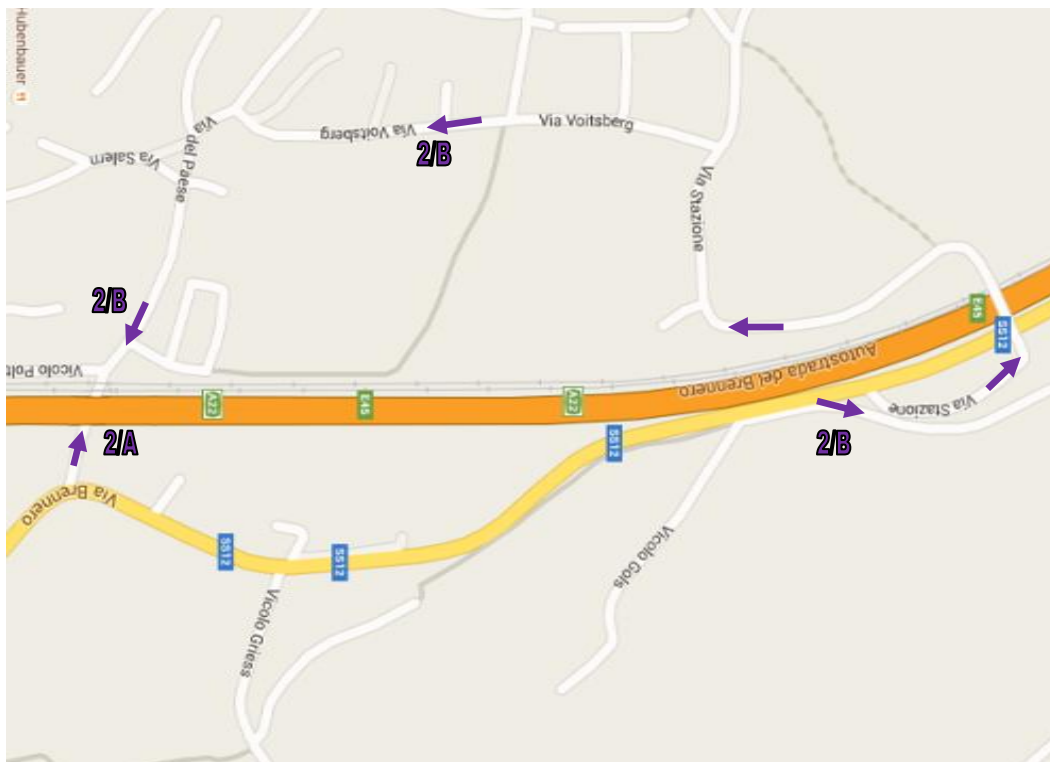 Hubenbauer
Via Voitsberg
Via Voitsberg
2/B
Via
del Paese
Via Salern
Via Stazione
2/B
E45
SS12
Autostrada del Brennero
Vicolo Polt
A22
E45
A22
Via Stazione
2/A
SS12
2/B
Via Brennero
SS12
SS12
Vicolo Gols
Vicolo Griess